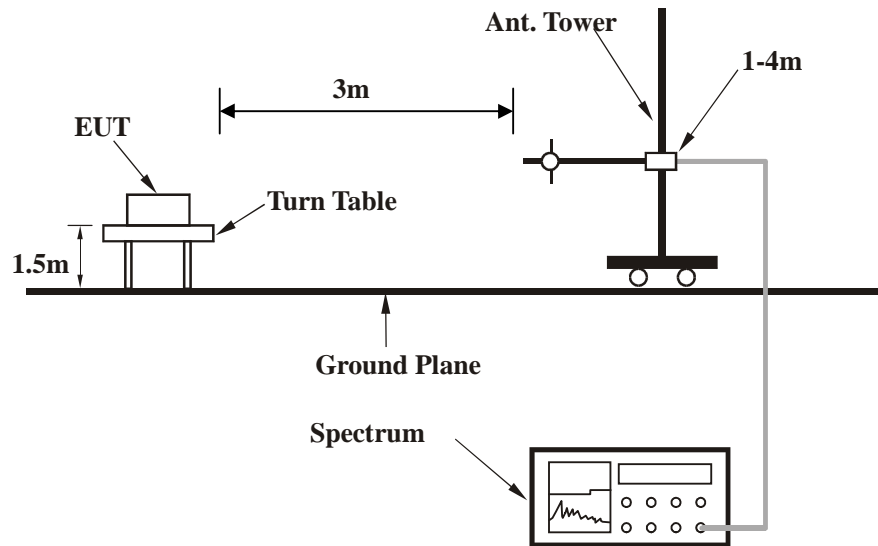 Ant. Tower
1-4m
3m
EUT
Turn Table
1.5m
Ground Plane
Spectrum